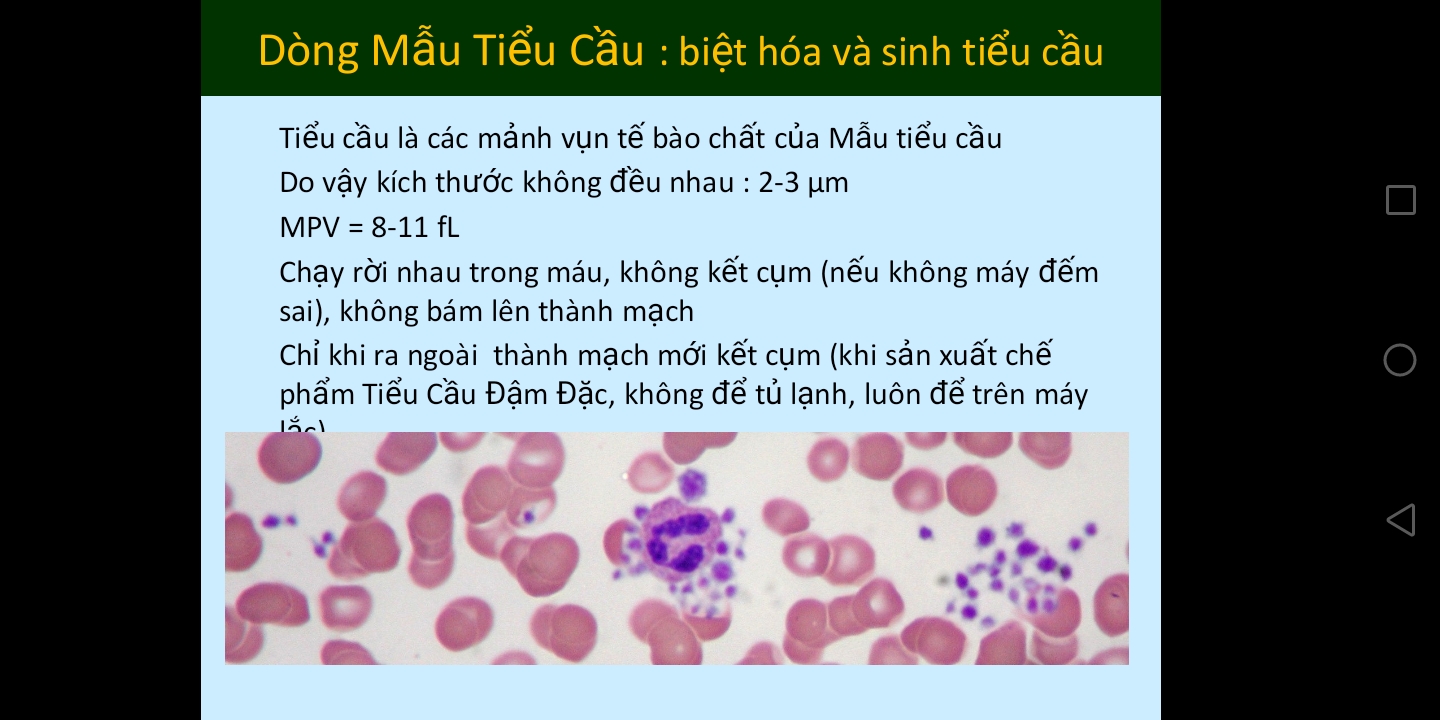 Dòng Mẫu Tiểu Cầu : biệt hóa và sinh tiểu cầu
Tiểu cầu là các mảnh vụn tế bào chất của Mẫu tiểu cầu
Do vậy kích thước không đều nhau : 2-3 µm
MPV = 8-11 fL
Chạy rời nhau trong máu, không kết cụm (nếu không máy đếm
sai), không bám lên thành mạch
Chỉ khi ra ngoài  thành mạch mới kết cụm (khi sản xuất chế
phẩm Tiểu Cầu Đậm Đặc, không để tủ lạnh, luôn để trên máy
lắc)